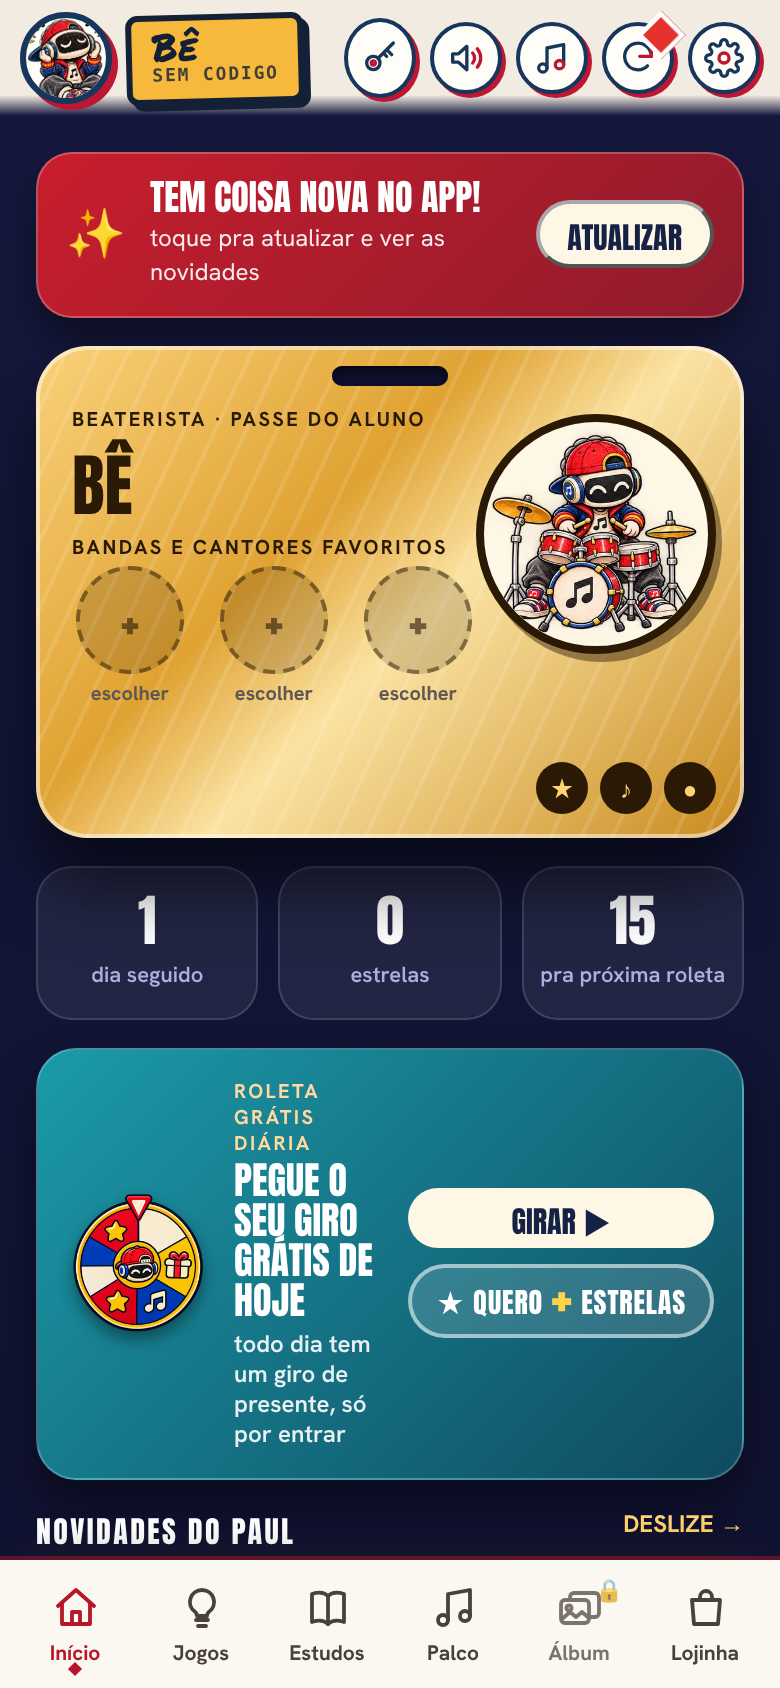 BÊ
SEM CODIGO
TEM COISA NOVA NO APP!
toque pra atualizar e ver as
novidades
ATUALIZAR
BEATERISTA · PASSE DO ALUNO
BÊ
BANDAS E CANTORES FAVORITOS
+ + +
escolher escolher escolher
★ ♪ ●
1 0 15
dia seguido estrelas pra próxima roleta
ROLETA
GRÁTIS
DIÁRIA
PEGUE O
SEU GIRO
GRÁTIS DE
HOJE
todo dia tem
um giro de
presente, só
por entrar
GIRAR ▶
★ QUERO + ESTRELAS
NOVIDADES DO PAUL
DESLIZE →
Início Jogos Estudos Palco Álbum Lojinha